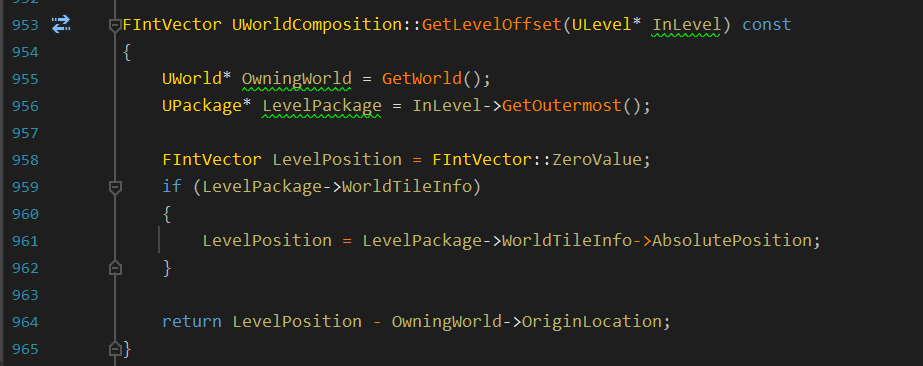 953 FIntVector UWorldComposition::GetLevelOffset(ULevel* InLevel) const
954 {
955 UWorld* OwningWorld = GetWorld();
956 UPackage* LevelPackage = InLevel->GetOutermost();
957
958 FIntVector LevelPosition = FIntVector::ZeroValue;
959 if (LevelPackage->WorldTileInfo)
960 {
961 LevelPosition = LevelPackage->WorldTileInfo->AbsolutePosition;
962 }
963
964 return LevelPosition - OwningWorld->OriginLocation;
965 }